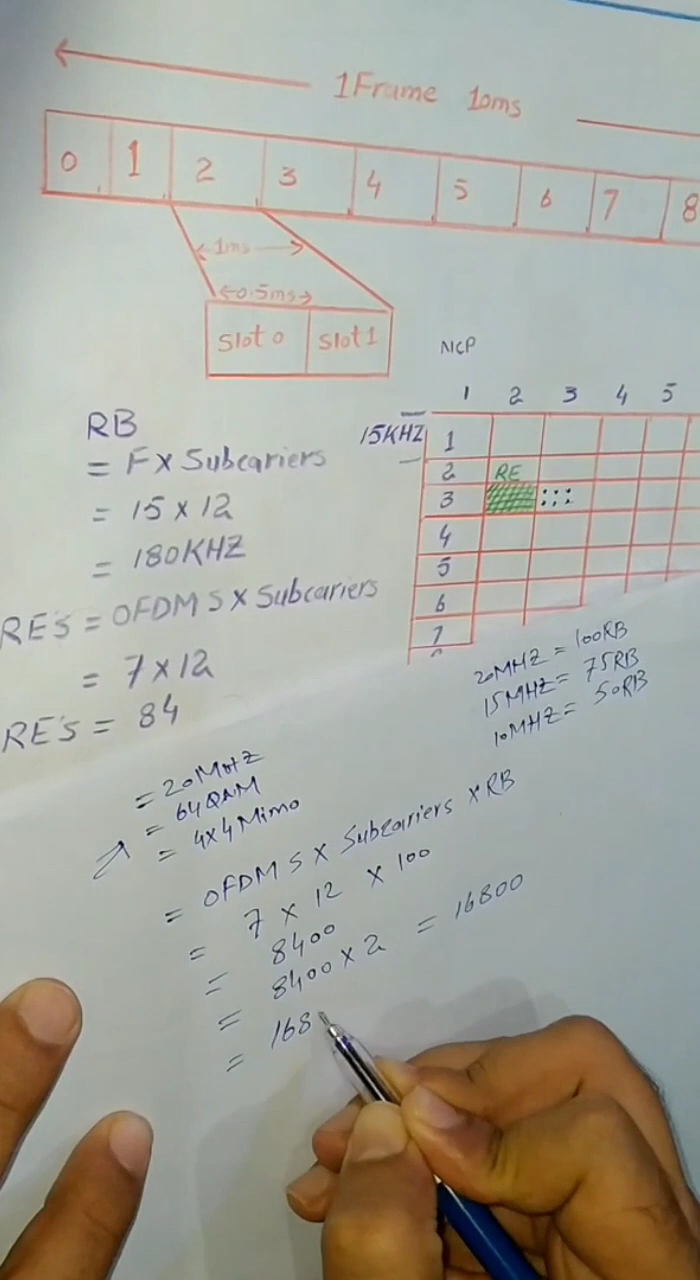 1 Frame 10ms
0 1 2 3 4 5 6 7 8
1ms
0.5ms
Slot 0 Slot 1
NCP
1 2 3 4 5
15KHZ
1
2 RE
3
4
5
6
7
RB
= F x Subcariers
= 15 x 12
= 180KHZ
RE's = OFDM S x Subcariers
= 7 x 12
RE's = 84
20MHZ = 100RB
15MHZ = 75RB
10MHZ = 50RB
= 20MHZ
= 64QAM
= 4x4 Mimo
= OFDM S x Subcariers x RB
= 7 x 12 x 100
= 8400
= 8400 x 2 = 16800
= 168